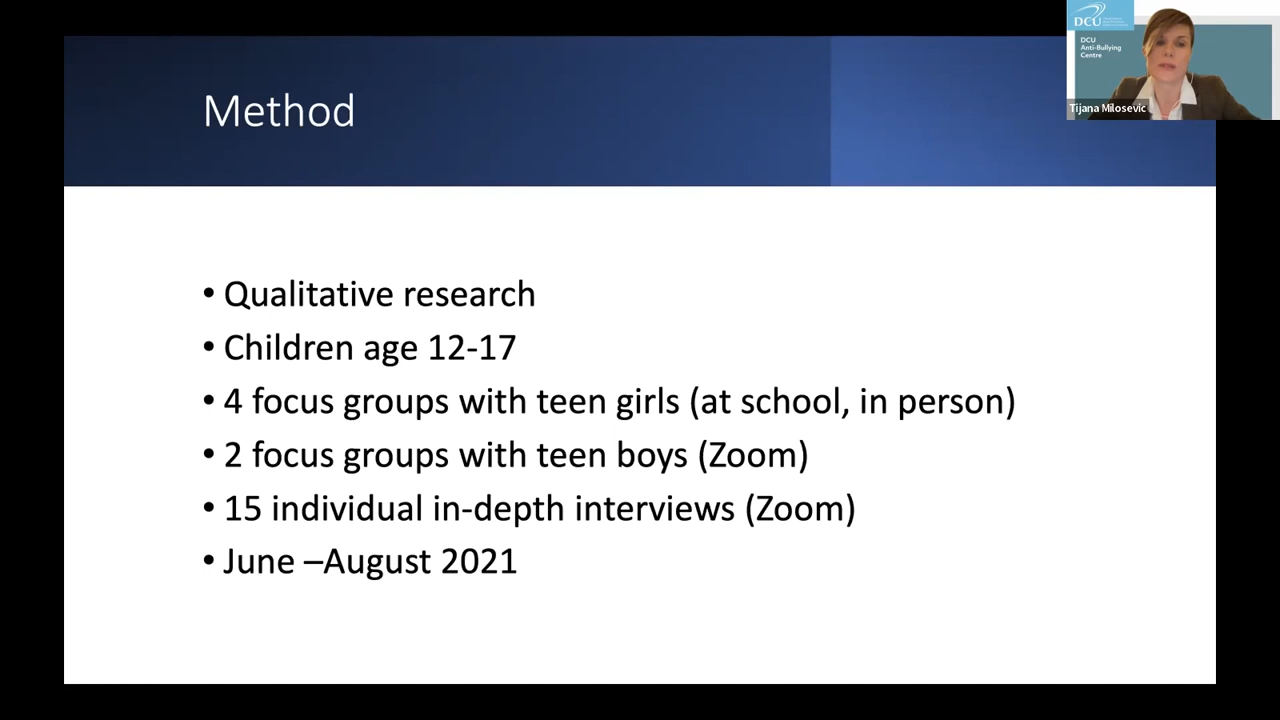 Method
• Qualitative research
• Children age 12-17
• 4 focus groups with teen girls (at school, in person)
• 2 focus groups with teen boys (Zoom)
• 15 individual in-depth interviews (Zoom)
• June –August 2021
DCU
DCU
Anti-Bullying
Centre
Tijana Milosevic